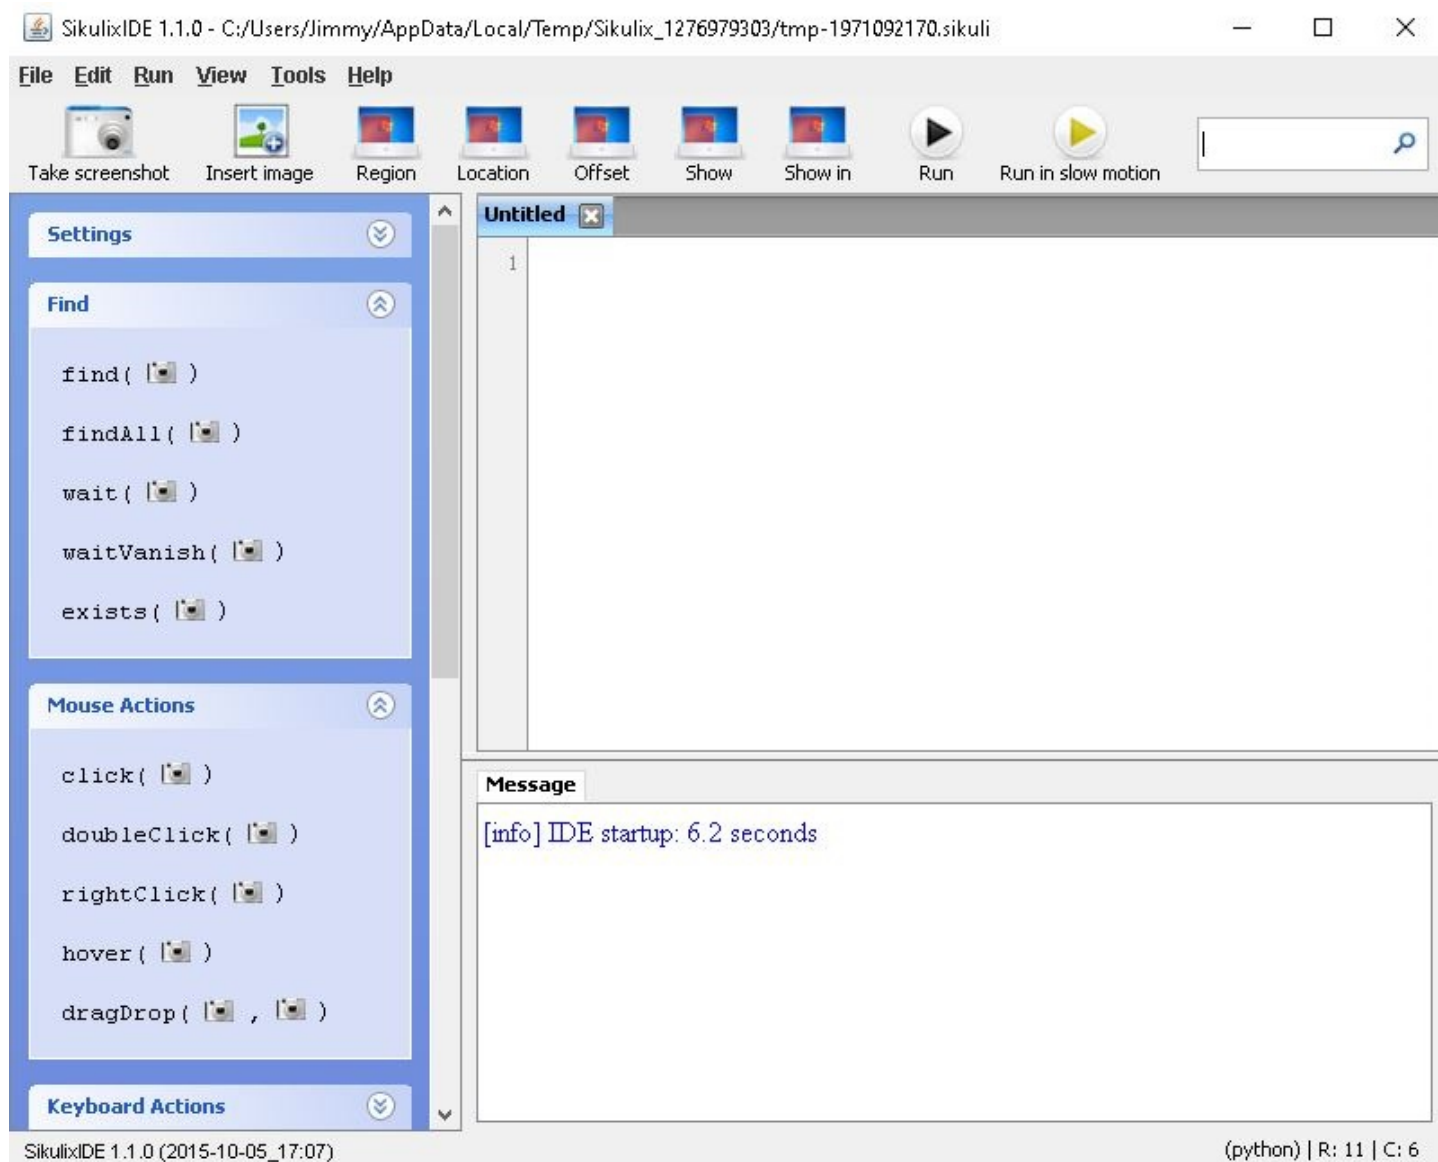 SikulixIDE 1.1.0 - C:/Users/Jimmy/AppData/Local/Temp/Sikulix_1276979303/tmp-1971092170.sikuli
File Edit Run View Tools Help
Take screenshot Insert image Region Location Offset Show Show in Run Run in slow motion
Settings
Find
find( )
findAll( )
wait( )
waitVanish( )
exists( )
Mouse Actions
click( )
doubleClick( )
rightClick( )
hover( )
dragDrop( , )
Keyboard Actions
Untitled
1
Message
[info] IDE startup: 6.2 seconds
SikulixIDE 1.1.0 (2015-10-05_17:07)
(python) | R: 11 | C: 6